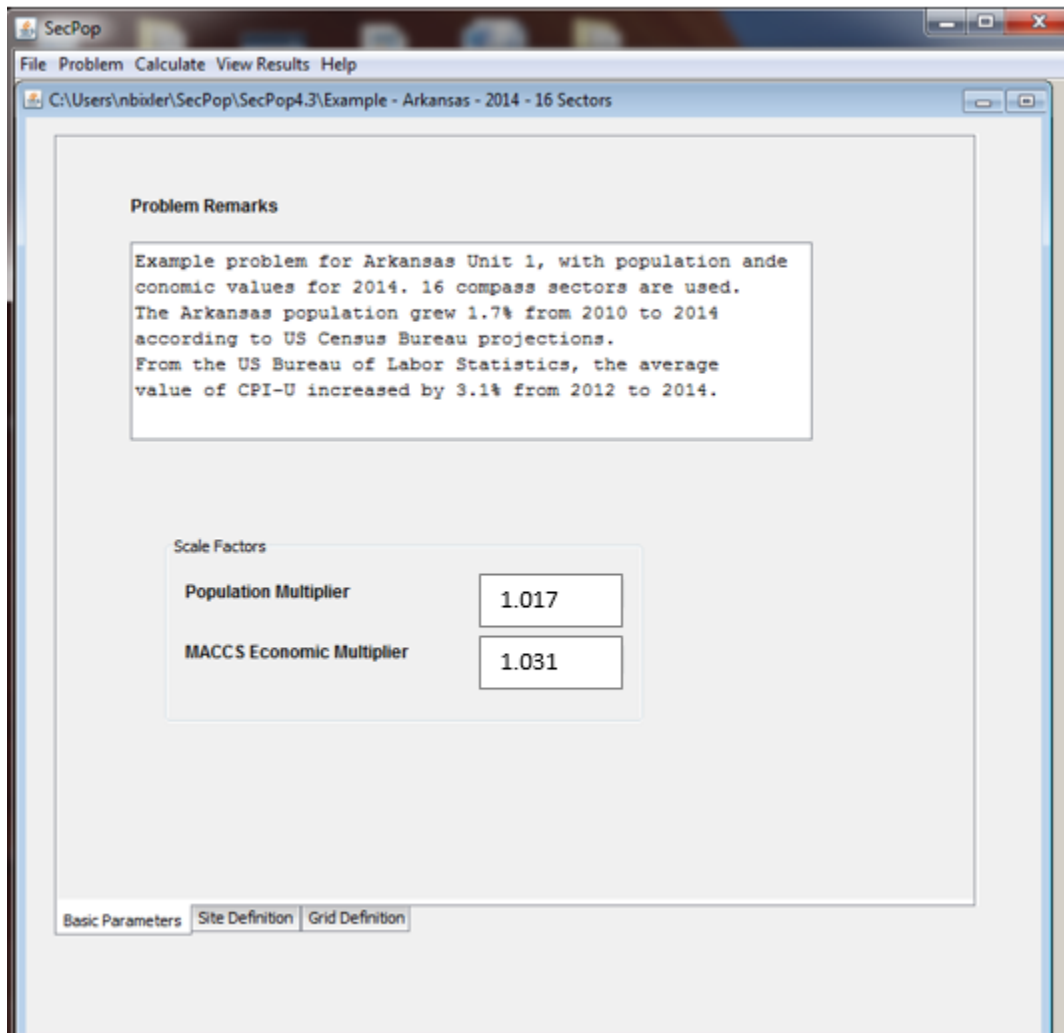 SecPop
File Problem Calculate View Results Help
C:\Users\nbixler\SecPop\SecPop4.3\Example - Arkansas - 2014 - 16 Sectors
Problem Remarks
Example problem for Arkansas Unit 1, with population ande
conomic values for 2014. 16 compass sectors are used.
The Arkansas population grew 1.7% from 2010 to 2014
according to US Census Bureau projections.
From the US Bureau of Labor Statistics, the average
value of CPI-U increased by 3.1% from 2012 to 2014.
Scale Factors
Population Multiplier 1.017
MACCS Economic Multiplier 1.031
Basic Parameters Site Definition Grid Definition